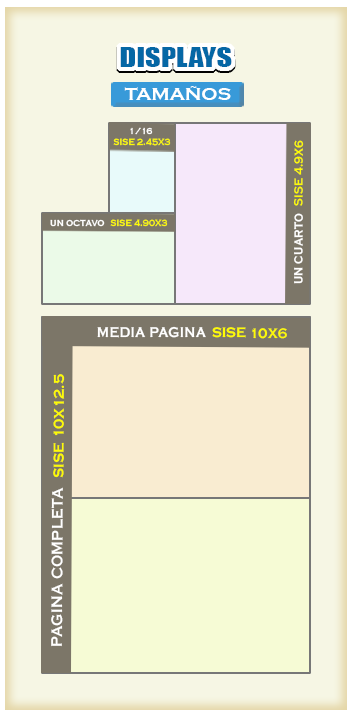 DISPLAYS
TAMAÑOS
1/16
SISE 2.45X3
UN OCTAVO SISE 4.90X3
UN CUARTO SISE 4.9X6
MEDIA PAGINA SISE 10X6
PAGINA COMPLETA SISE 10X12.5